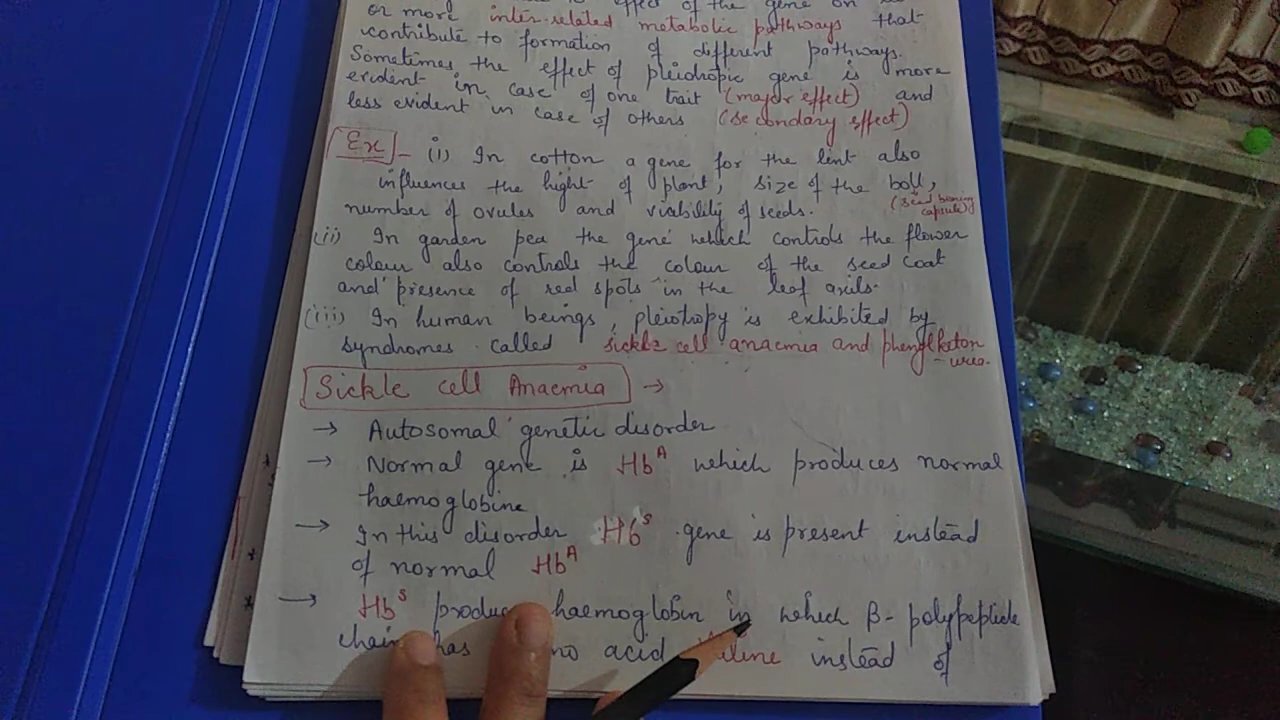 effect of the gene on
or more inter-related metabolic pathways that
contribute to formation of different pathways.
Sometimes the effect of pleiotropic gene is more
evident in case of one trait (major effect) and
less evident in case of others (secondary effect)
Ex - (i) In cotton a gene for the lint also
influences the hight of plant, size of the boll,
(seed bearing capsule)
number of ovules and viability of seeds.
(ii) In garden pea the gene which controls the flower
colour also controls the colour of the seed coat
and presence of red spots in the leaf axils.
(iii) In human beings, pleiotropy is exhibited by
syndromes called sickle cell anaemia and phenylketon
- urea.
Sickle cell Anaemia →
→ Autosomal genetic disorder
→ Normal gene is Hb^A which produces normal
haemoglobine
→ In this disorder Hb^s gene is present instead
of normal Hb^A
→ Hb^s haemoglobin in which β- polypeptide
chain has acid instead of